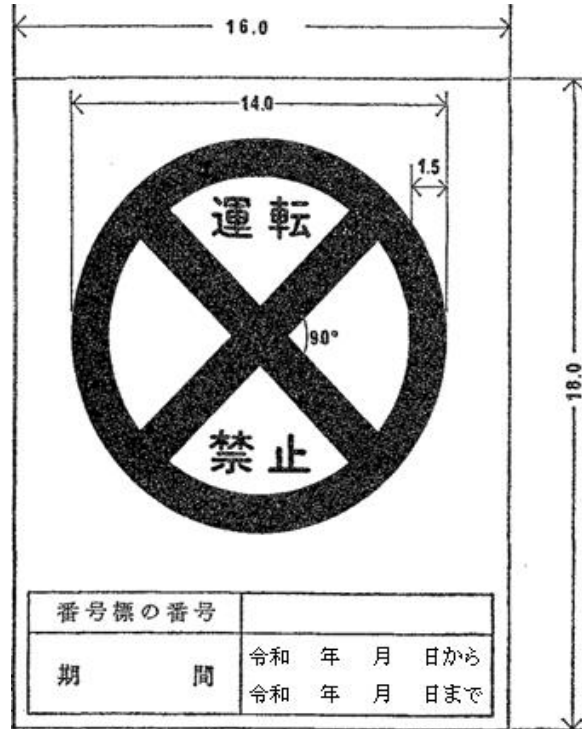 16.0
14.0
1.5
運転
90°
18.0
禁止
番号標の番号
期間
令和 年 月 日から
令和 年 月 日まで